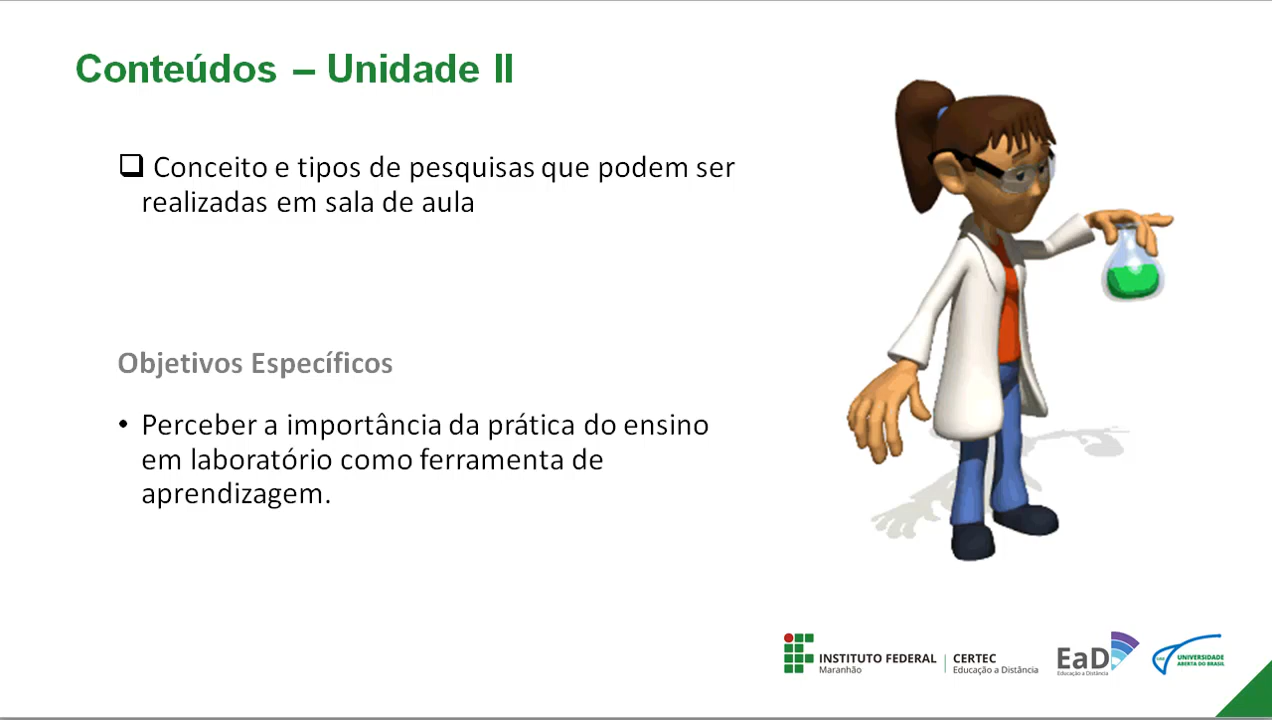 Conteúdos – Unidade II
❑ Conceito e tipos de pesquisas que podem ser
realizadas em sala de aula
Objetivos Específicos
• Perceber a importância da prática do ensino
em laboratório como ferramenta de
aprendizagem.
INSTITUTO FEDERAL
Maranhão
CERTEC
Educação a Distância
EaD
Educação a Distância
UNIVERSIDADE
ABERTA DO BRASIL